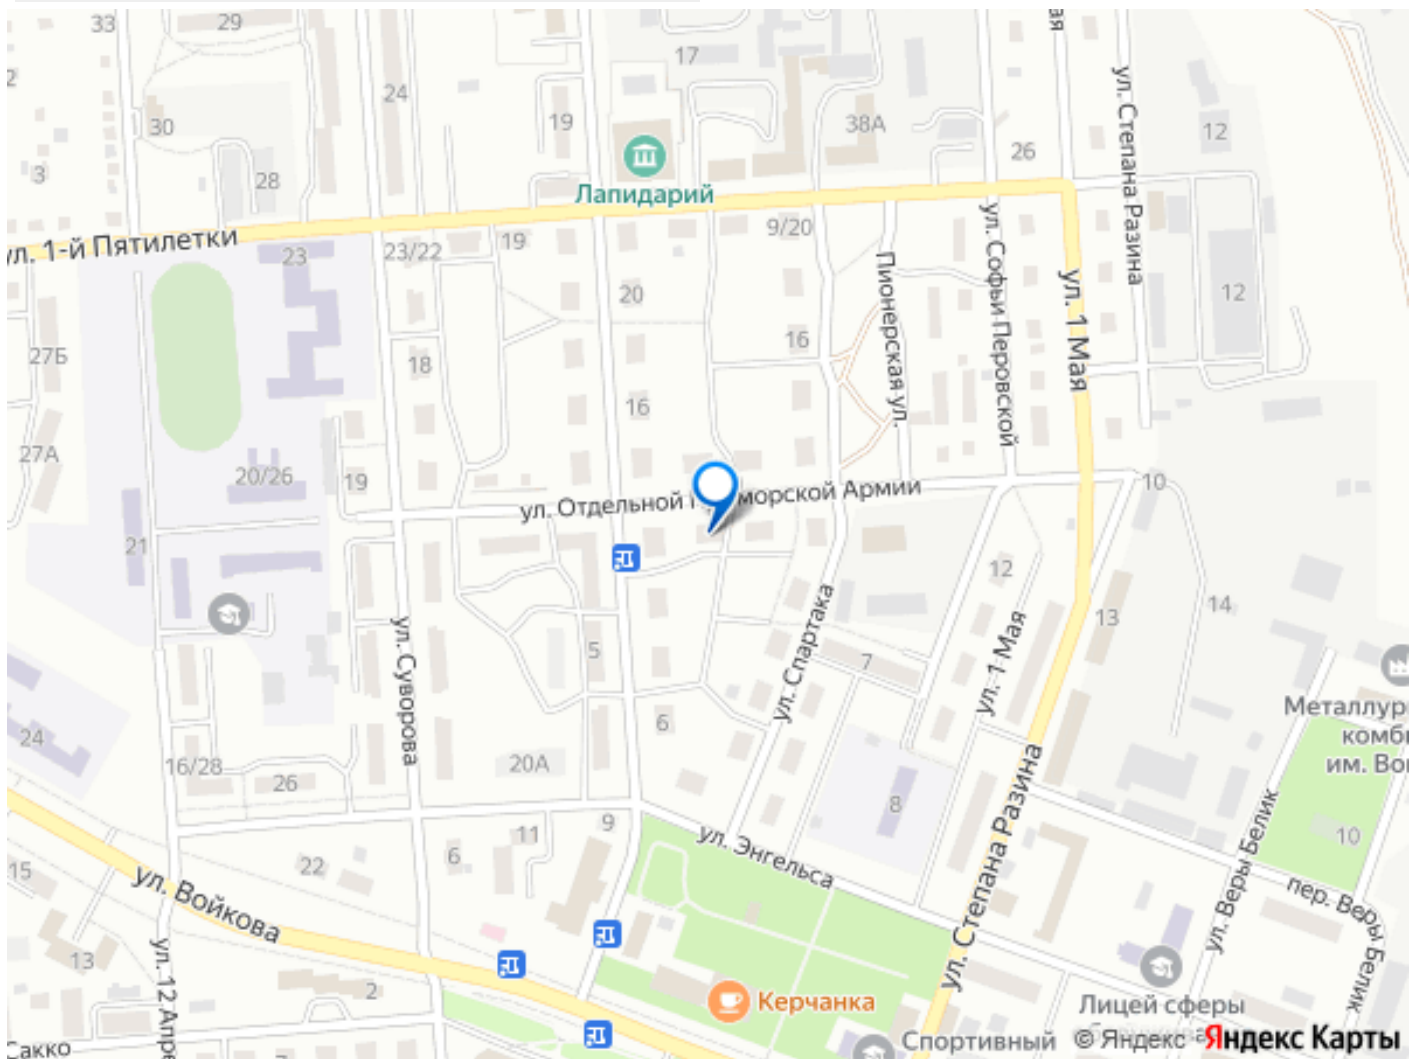 33
29
17
ая
24
19
38А
12
30
26
3
28
Лапидарий
ул. Степана Разина
ул. 1-й Пятилетки
23
23/22
19
9/20
20
12
Пионерская ул.
ул. Софьи Перовской
ул. 1 Мая
27Б
18
16
16
27А
20/26
19
ул. Отдельной
морской Армии
10
21
12
14
13
5
7
ул. Суворова
ул. Спартака
ул. 1 Мая
6
Металлур
комб
им. Во
24
16/28
26
20А
8
ул. Степана Разина
10
11
9
6
22
15
ул. Энгельса
ул. Войкова
ул. Веры Белик
пер. Веры Белик
13
2
ул. 12 Апре
Керчанка
Лицей сферы
Сакко
Спортивный
© Яндекс
Яндекс Карты